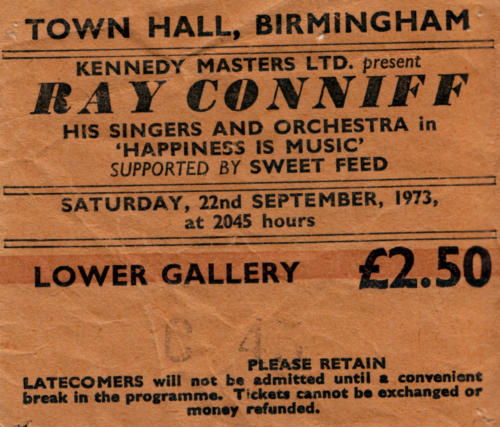 TOWN HALL, BIRMINGHAM
KENNEDY MASTERS LTD. present
RAY CONNIFF
HIS SINGERS AND ORCHESTRA in
'HAPPINESS IS MUSIC'
SUPPORTED BY SWEET FEED
SATURDAY, 22nd SEPTEMBER, 1973,
at 2045 hours
LOWER GALLERY £2.50
C
PLEASE RETAIN
LATECOMERS will not be admitted until a convenient
break in the programme. Tickets cannot be exchanged or
money refunded.